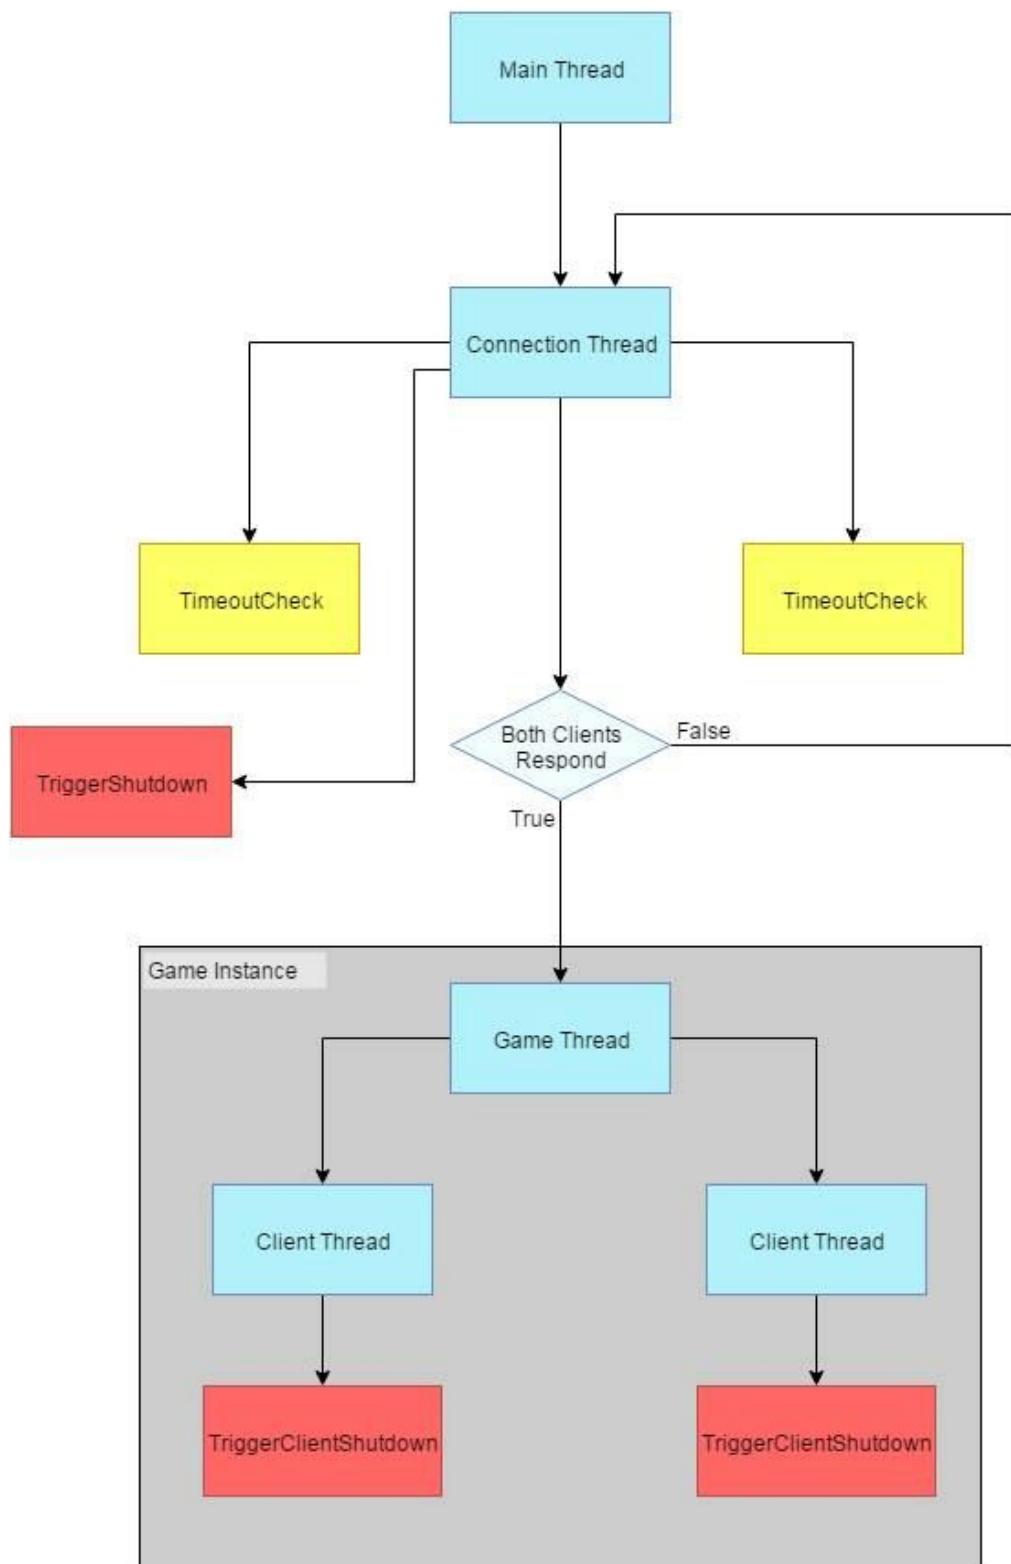 Main Thread
Connection Thread
TimeoutCheck
TimeoutCheck
Both Clients
Respond
False
TriggerShutdown
True
Game Instance
Game Thread
Client Thread
Client Thread
TriggerClientShutdown
TriggerClientShutdown